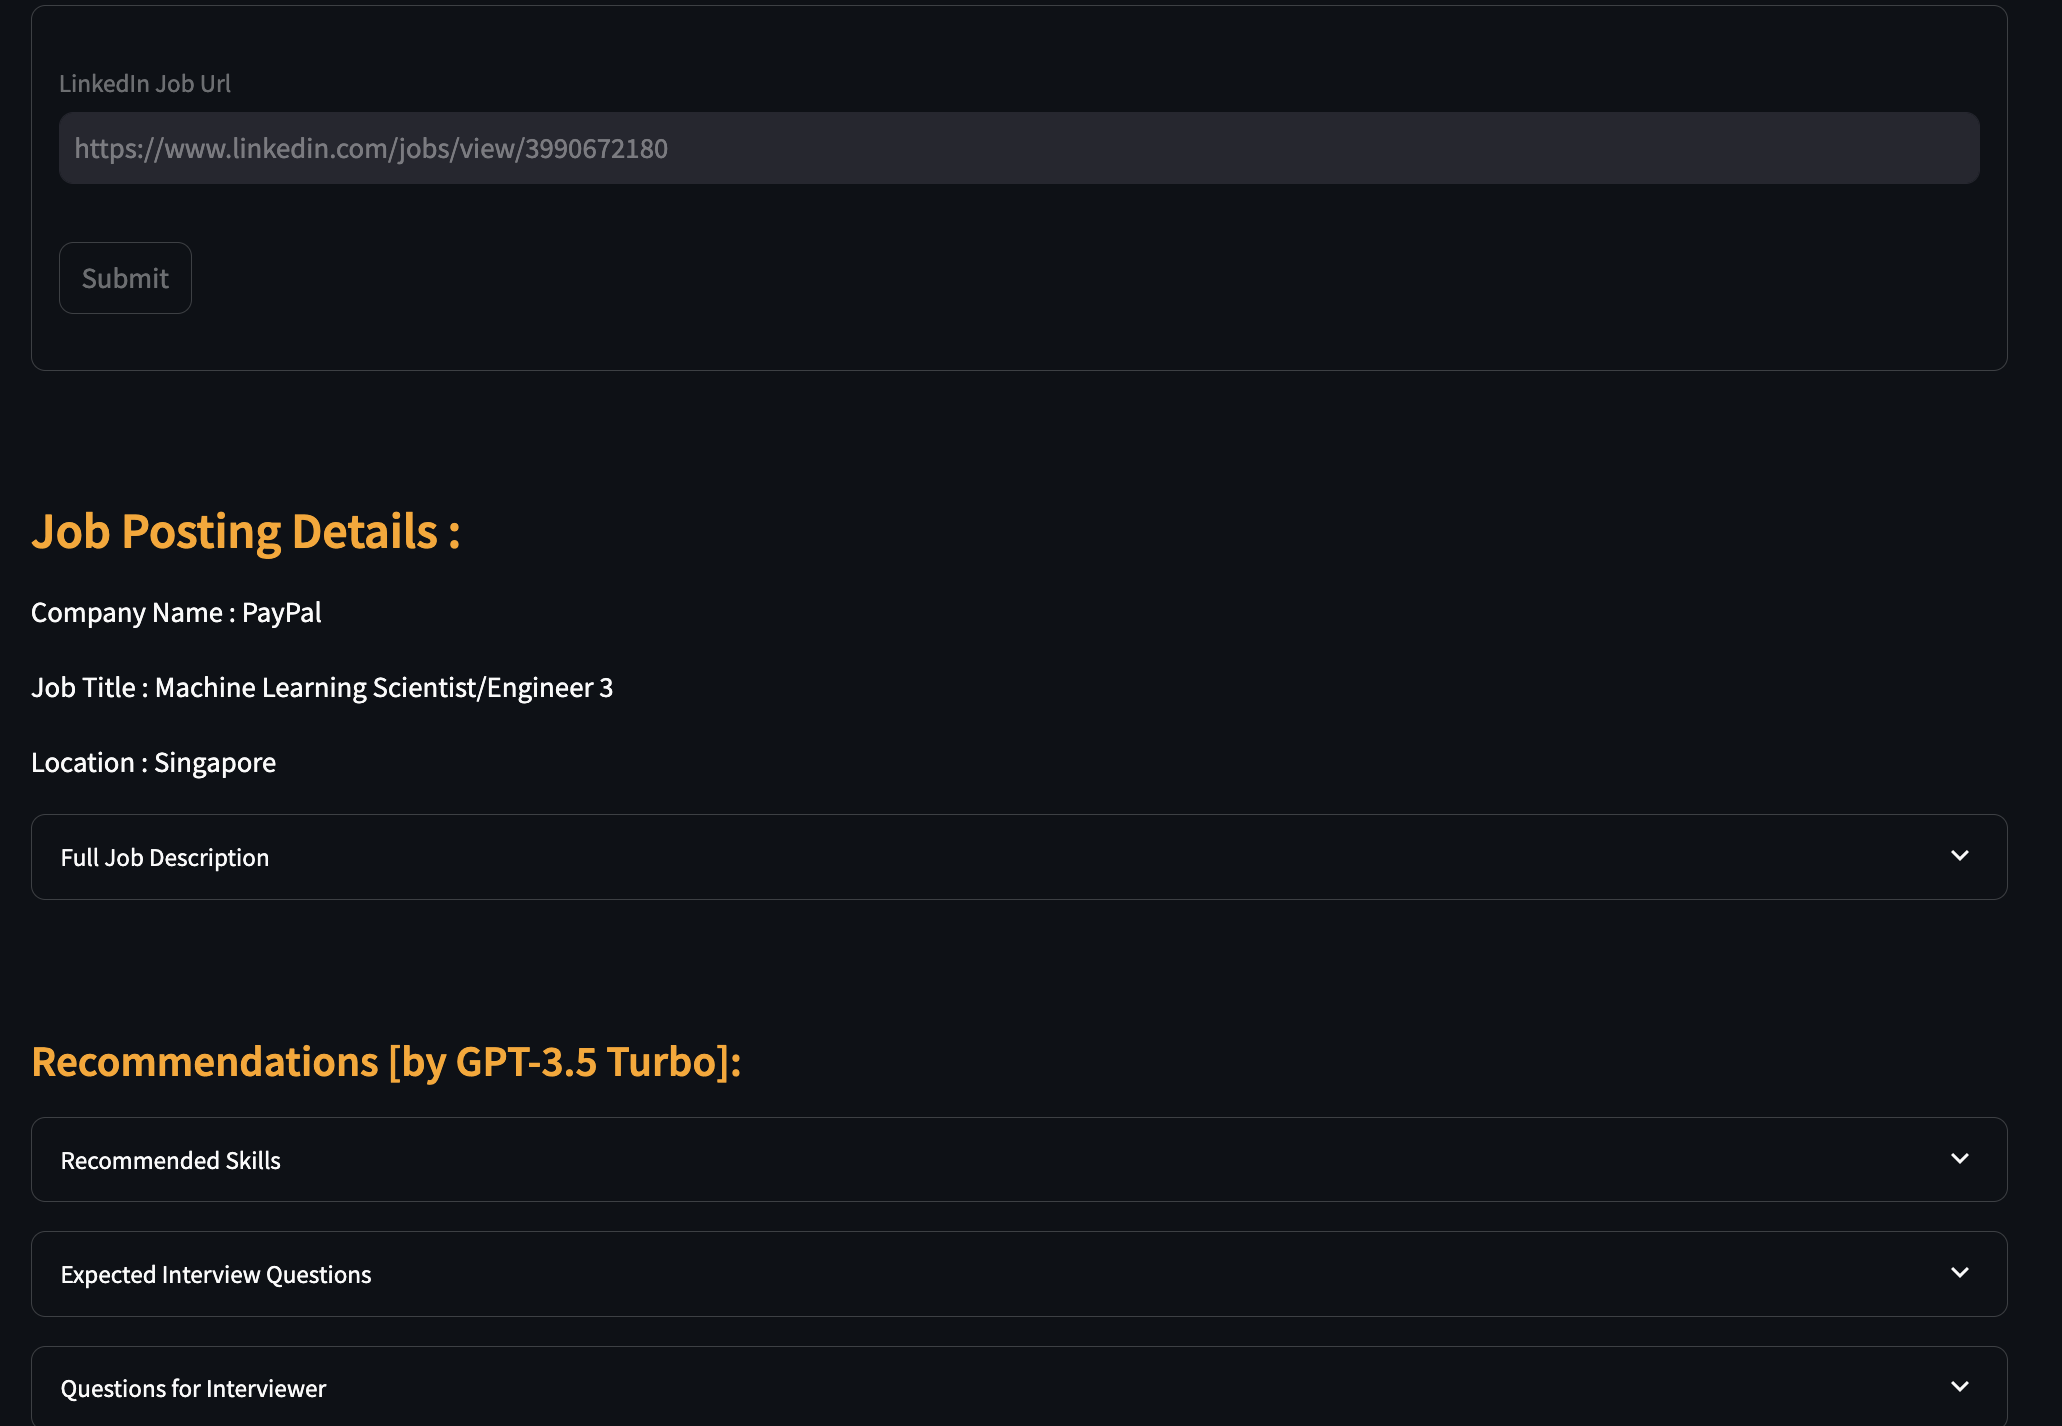 LinkedIn Job Url
https://www.linkedin.com/jobs/view/3990672180
Submit
Job Posting Details :
Company Name : PayPal
Job Title : Machine Learning Scientist/Engineer 3
Location : Singapore
Full Job Description
Recommendations [by GPT-3.5 Turbo]:
Recommended Skills
Expected Interview Questions
Questions for Interviewer